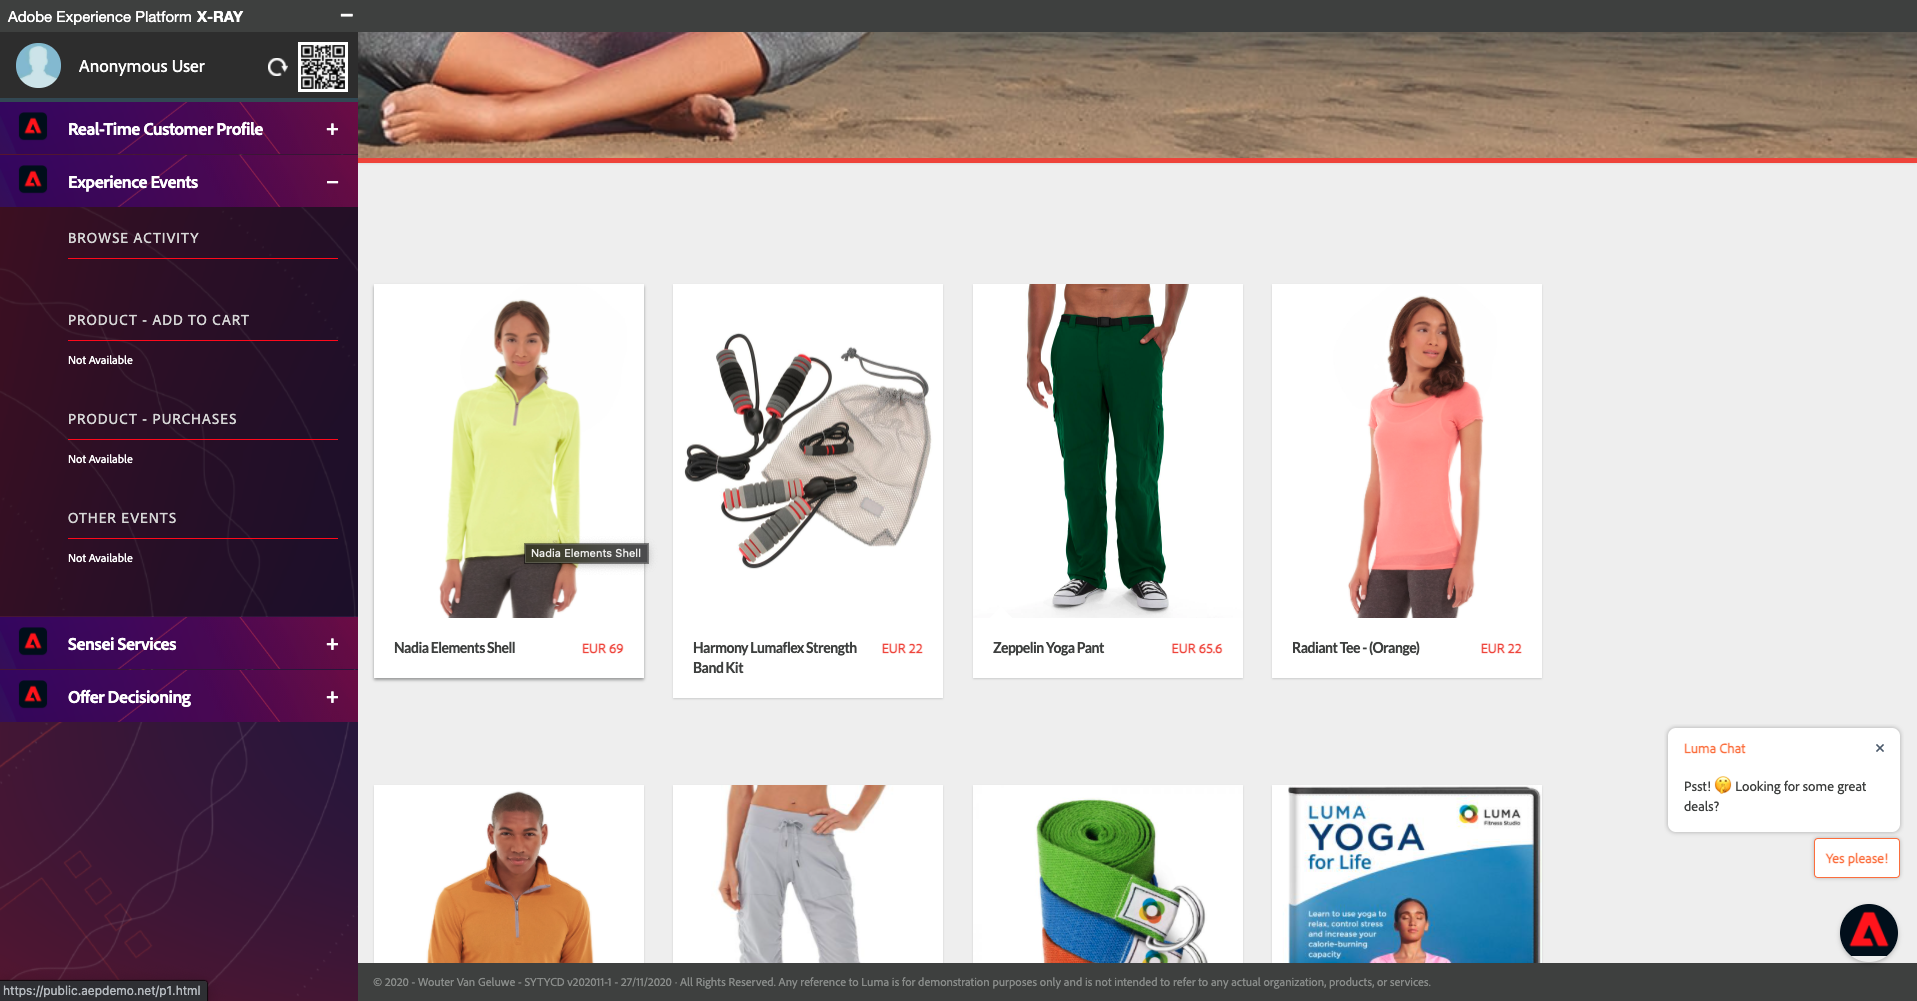 Adobe Experience Platform X-RAY
Anonymous User
Real-Time Customer Profile
Experience Events
BROWSE ACTIVITY
PRODUCT - ADD TO CART
Not Available
PRODUCT - PURCHASES
Not Available
OTHER EVENTS
Not Available
Sensei Services
Offer Decisioning
https://public.aepdemo.net/p1.html
Nadia Elements Shell
Nadia Elements Shell EUR 69
Harmony Lumaflex Strength EUR 22
Band Kit
Zeppelin Yoga Pant EUR 65.6
Radiant Tee - (Orange) EUR 22
LUMA
YOGA
for Life
LUMA
Fitness Studio
Learn to use yoga to
relax, control stress
and increase your
calorie-burning
capacity
Luma Chat
Psst! 🤫 Looking for some great
deals?
Yes please!
© 2020 - Wouter Van Geluwe - SYTYCD v202011-1 - 27/11/2020 · All Rights Reserved. Any reference to Luma is for demonstration purposes only and is not intended to refer to any actual organization, products, or services.